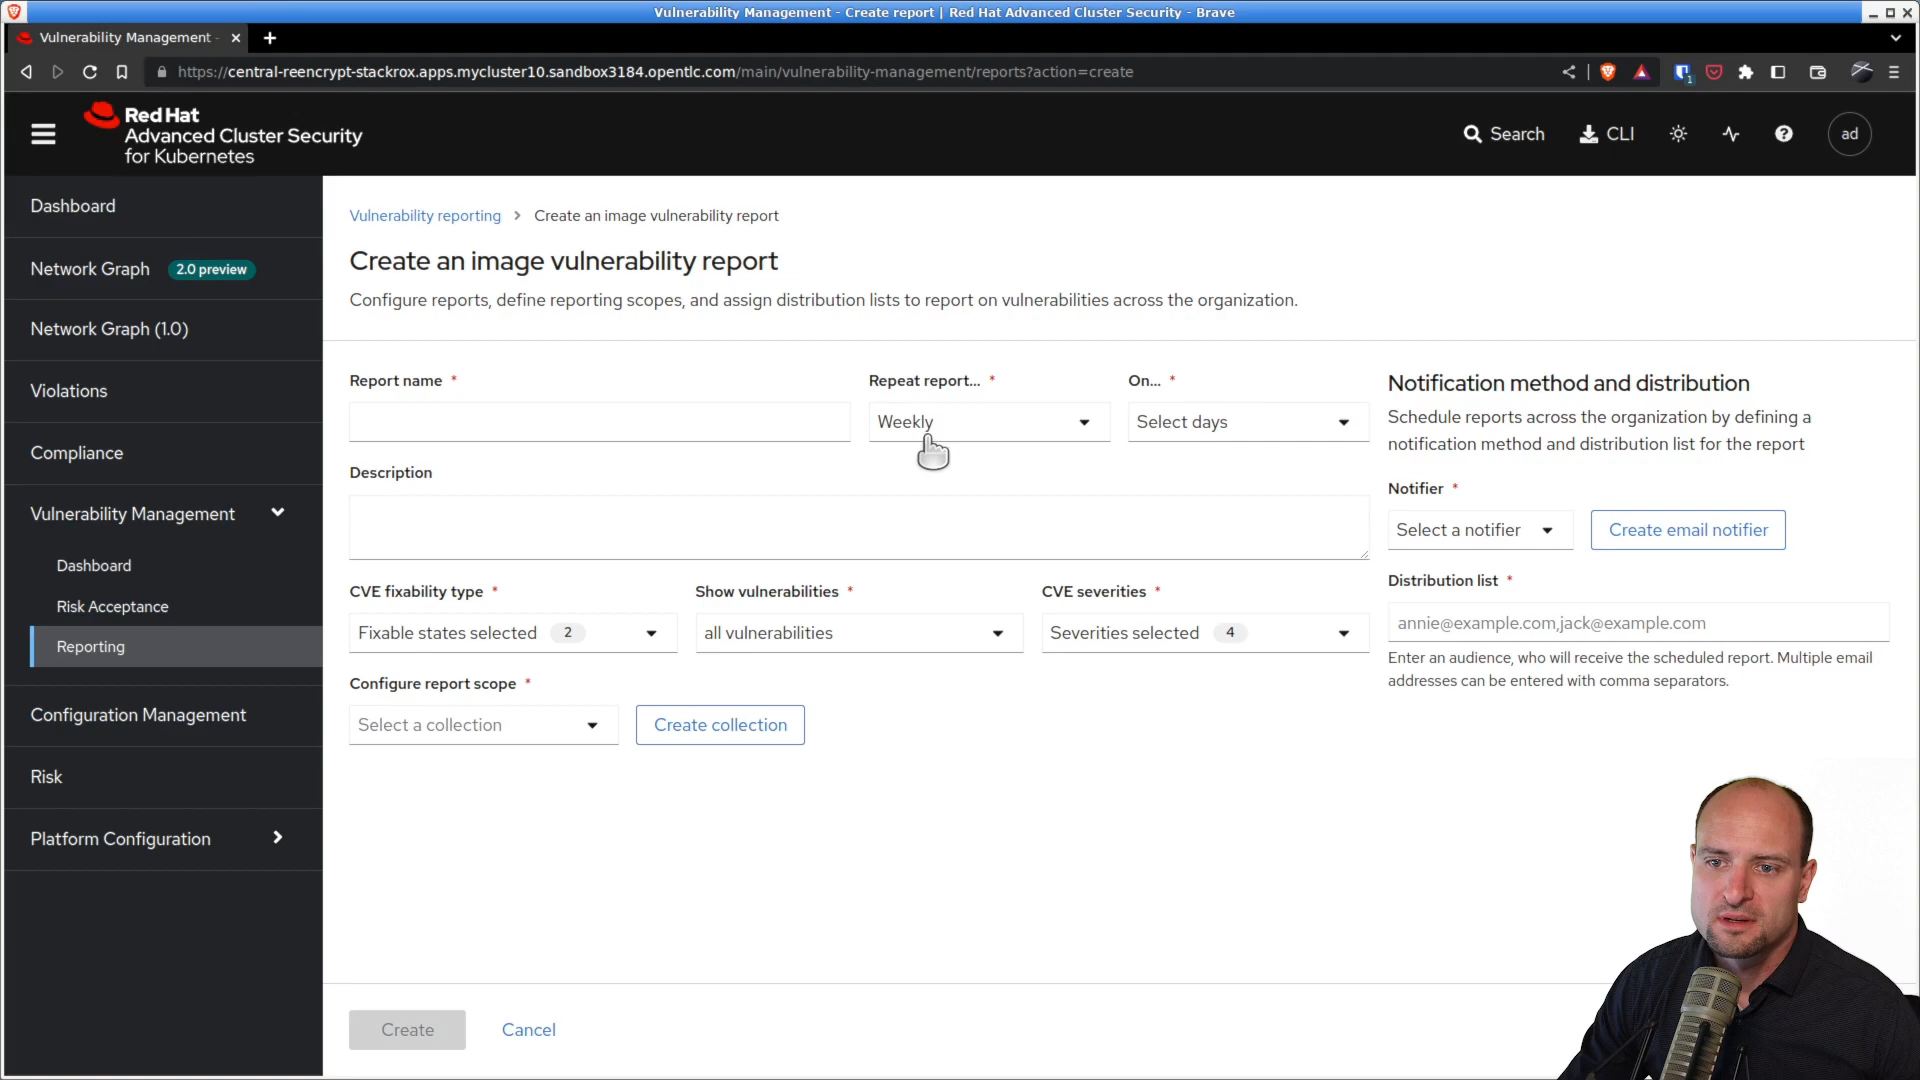 Vulnerability Management - Create report | Red Hat Advanced Cluster Security - Brave
Vulnerability Management -
https://central-reencrypt-stackrox.apps.mycluster10.sandbox3184.opentlc.com/main/vulnerability-management/reports?action=create
1
Red Hat
Advanced Cluster Security
for Kubernetes
Search
CLI
ad
Dashboard
Network Graph 2.0 preview
Network Graph (1.0)
Violations
Compliance
Vulnerability Management
Dashboard
Risk Acceptance
Reporting
Configuration Management
Risk
Platform Configuration
Vulnerability reporting > Create an image vulnerability report
Create an image vulnerability report
Configure reports, define reporting scopes, and assign distribution lists to report on vulnerabilities across the organization.
Report name *
Repeat report... *
Weekly
On... *
Select days
Description
CVE fixability type *
Fixable states selected 2
Show vulnerabilities *
all vulnerabilities
CVE severities *
Severities selected 4
Configure report scope *
Select a collection
Create collection
Notification method and distribution
Schedule reports across the organization by defining a
notification method and distribution list for the report
Notifier *
Select a notifier
Create email notifier
Distribution list *
annie@example.com,jack@example.com
Enter an audience, who will receive the scheduled report. Multiple email
addresses can be entered with comma separators.
Create
Cancel